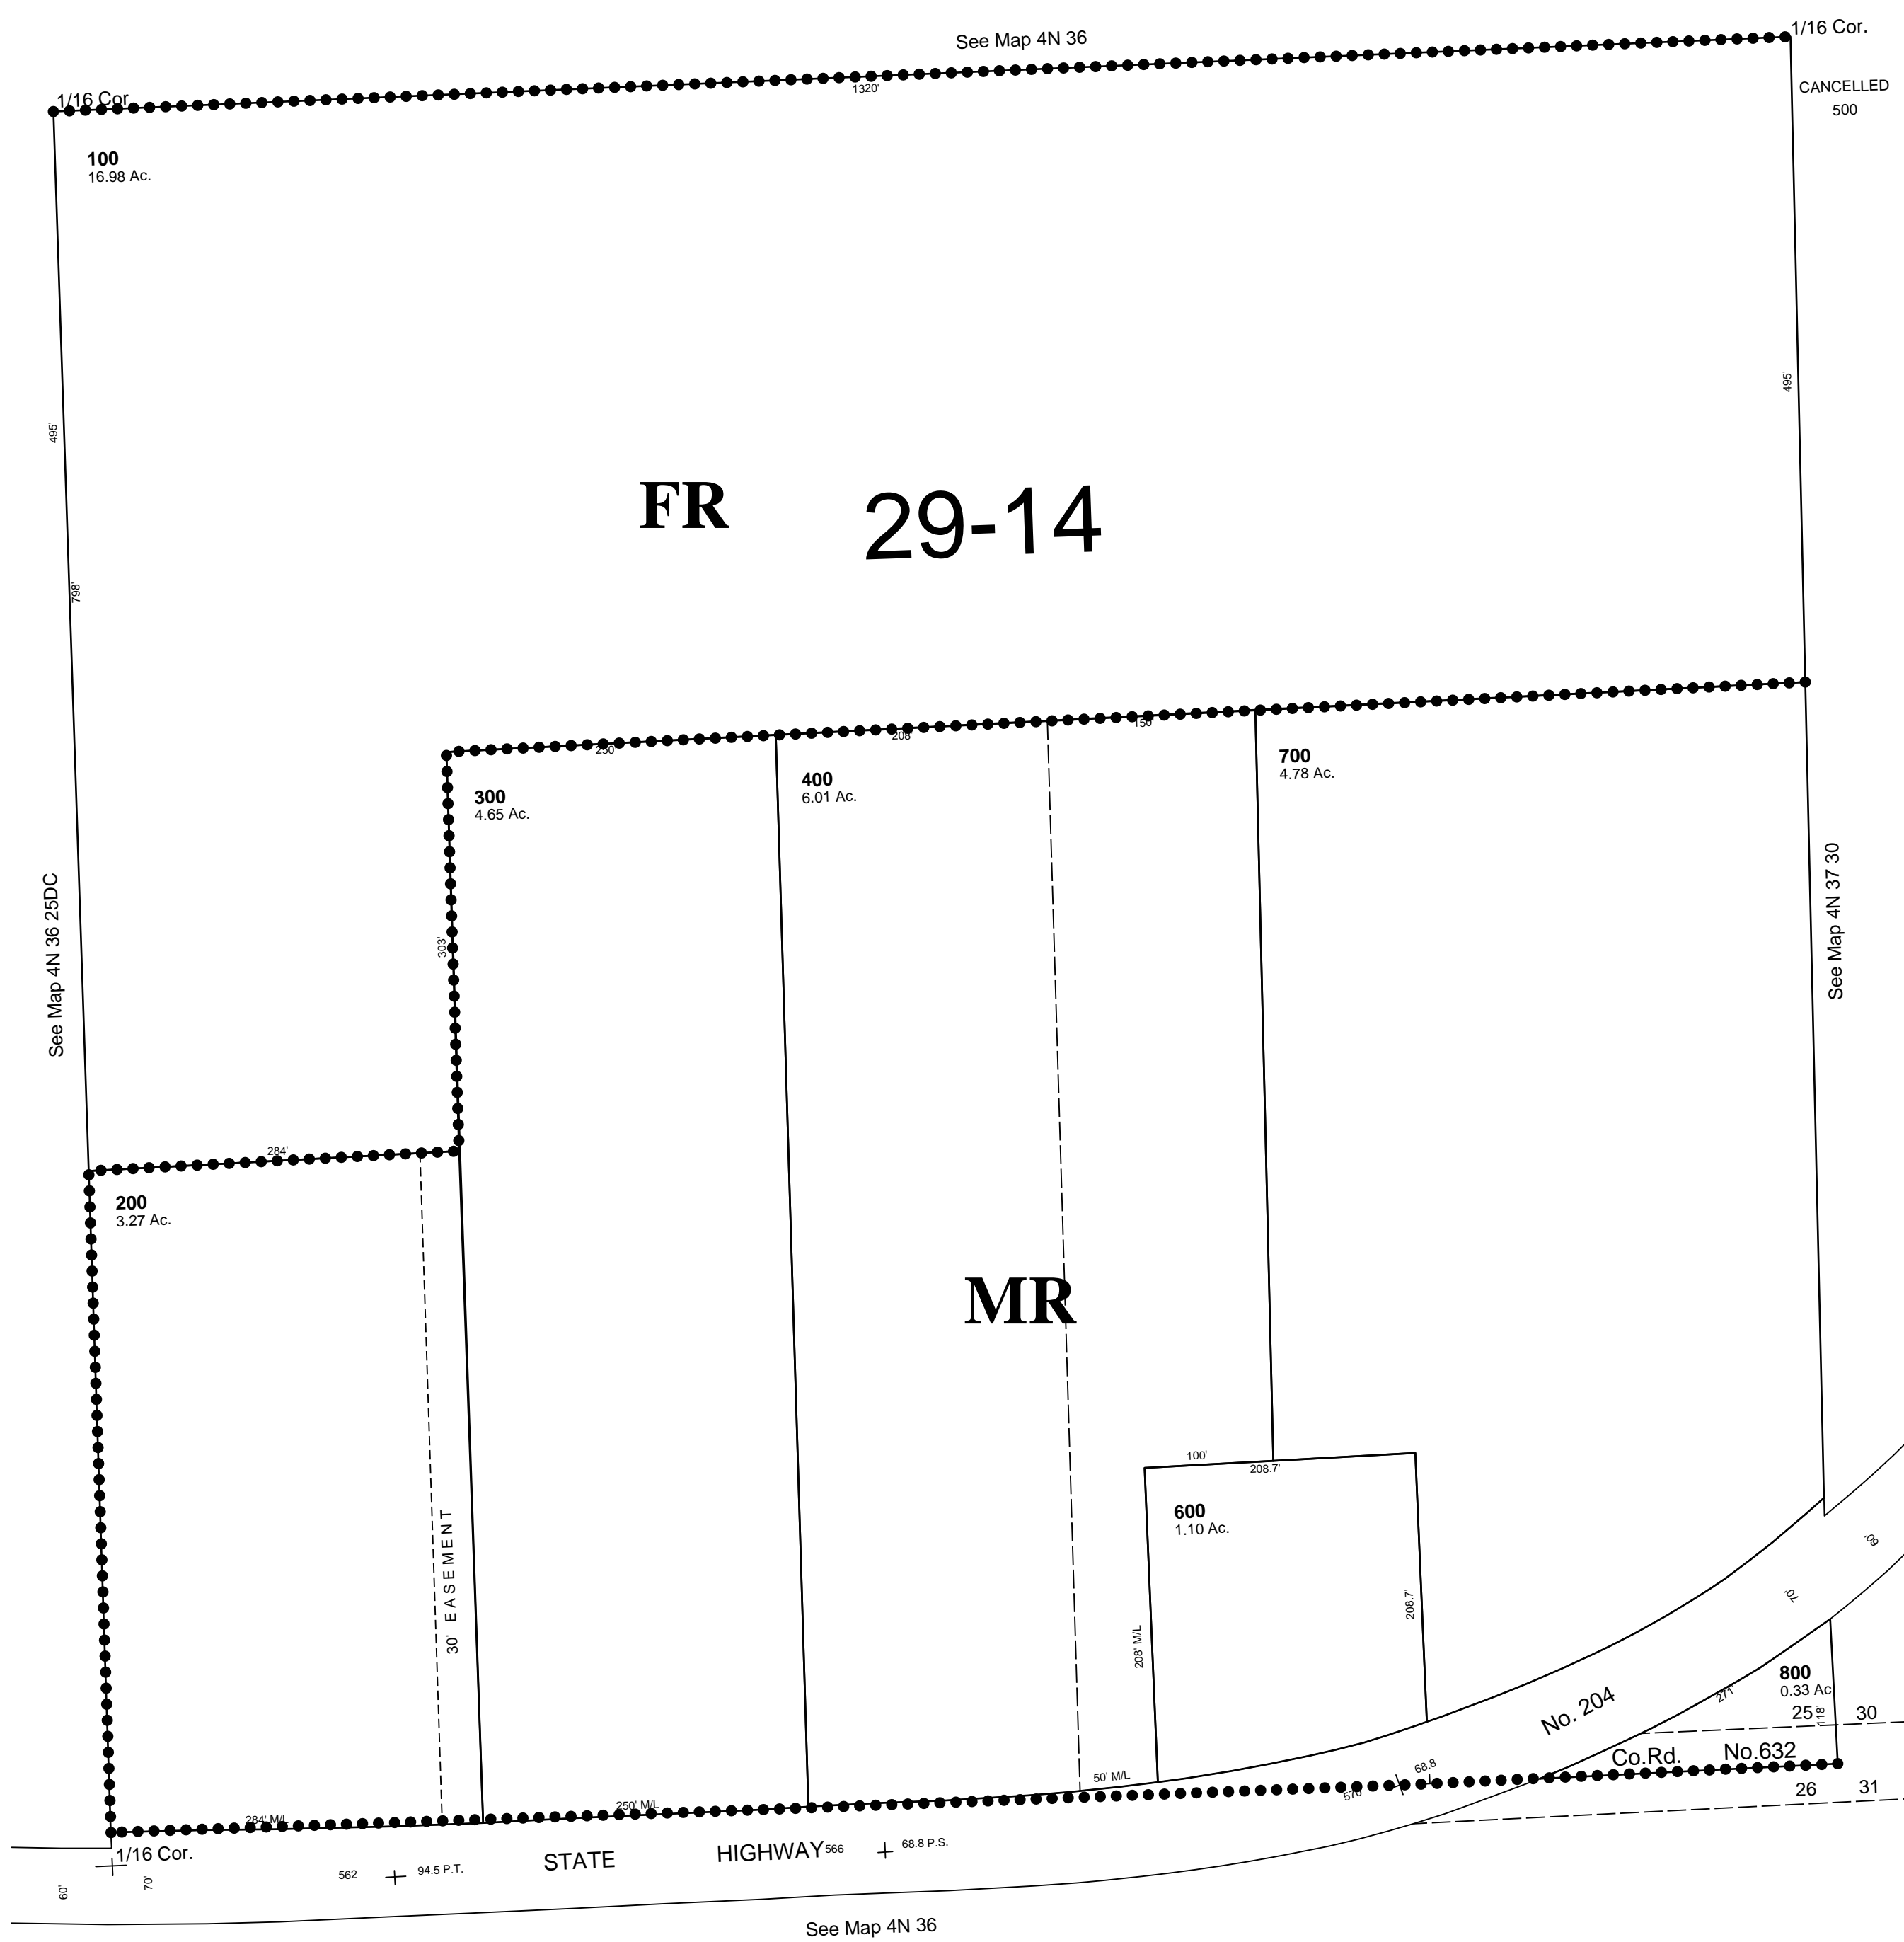 See Map 4N 36
1/16 Cor.
1/16 Cor.
CANCELLED
500
1320'
100
16.98 Ac.
495'
495'
FR
29-14
798'
250'
208'
150'
300
4.65 Ac.
400
6.01 Ac.
700
4.78 Ac.
See Map 4N 36 25DC
303'
See Map 4N 37 30
284'
200
3.27 Ac.
MR
30' EASEMENT
100'
208.7'
600
1.10 Ac.
208' M/L
208.7'
60'
70'
No. 204
271'
800
0.33 Ac
25
30
118'
Co.Rd. No.632
26
31
68.8
570
50' M/L
250' M/L
284' M/L
1/16 Cor.
60'
70'
562
94.5 P.T.
STATE HIGHWAY
566
68.8 P.S.
See Map 4N 36